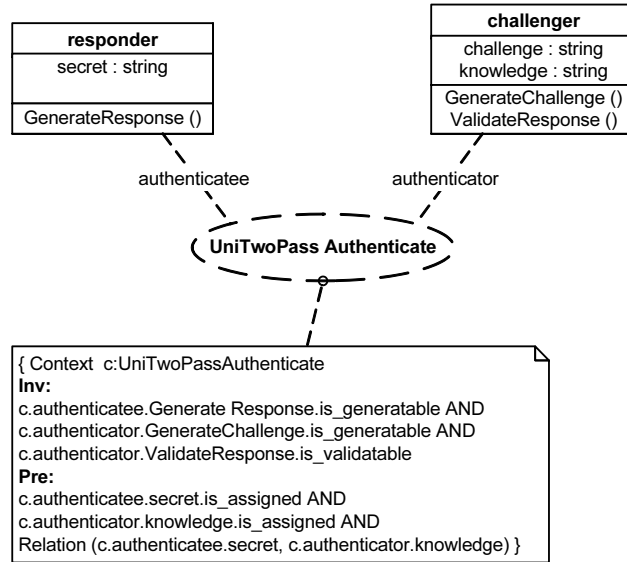 responder
secret : string
GenerateResponse ()
challenger
challenge : string
knowledge : string
GenerateChallenge ()
ValidateResponse ()
authenticatee
authenticator
UniTwoPass Authenticate
{ Context c:UniTwoPassAuthenticate
Inv:
c.authenticatee.Generate Response.is_generatable AND
c.authenticator.GenerateChallenge.is_generatable AND
c.authenticator.ValidateResponse.is_validatable
Pre:
c.authenticatee.secret.is_assigned AND
c.authenticator.knowledge.is_assigned AND
Relation (c.authenticatee.secret, c.authenticator.knowledge) }